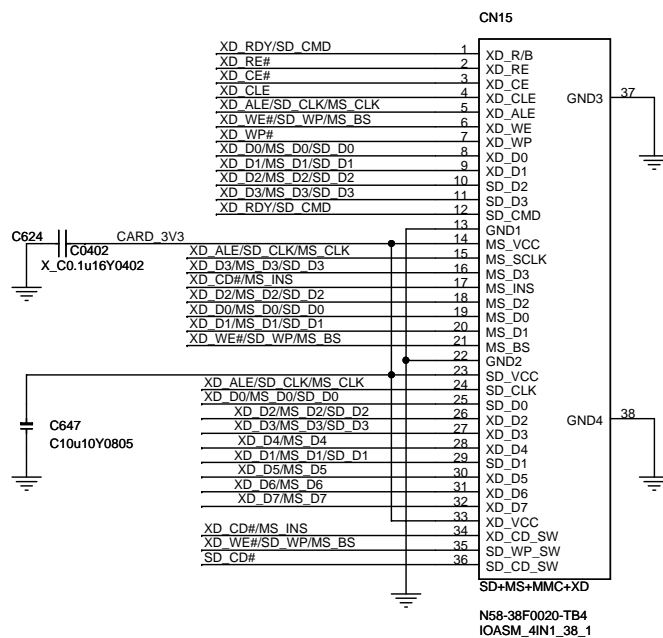 CN15
XD_RDY/SD_CMD 1 XD_R/B
XD_RE# 2 XD_RE
XD_CE# 3 XD_CE
XD_CLE 4 XD_CLE
XD_ALE/SD_CLK/MS_CLK 5 XD_ALE
XD_WE#/SD_WP/MS_BS 6 XD_WE
XD_WP# 7 XD_WP
XD_D0/MS_D0/SD_D0 8 XD_D0
XD_D1/MS_D1/SD_D1 9 XD_D1
XD_D2/MS_D2/SD_D2 10 SD_D2
XD_D3/MS_D3/SD_D3 11 SD_D3
XD_RDY/SD_CMD 12 SD_CMD
13 GND1
CARD_3V3 14 MS_VCC
XD_ALE/SD_CLK/MS_CLK 15 MS_SCLK
XD_D3/MS_D3/SD_D3 16 MS_D3
XD_CD#/MS_INS 17 MS_INS
XD_D2/MS_D2/SD_D2 18 MS_D2
XD_D0/MS_D0/SD_D0 19 MS_D0
XD_D1/MS_D1/SD_D1 20 MS_D1
XD_WE#/SD_WP/MS_BS 21 MS_BS
22 GND2
23 SD_VCC
XD_ALE/SD_CLK/MS_CLK 24 SD_CLK
XD_D0/MS_D0/SD_D0 25 SD_D0
XD_D2/MS_D2/SD_D2 26 XD_D2
XD_D3/MS_D3/SD_D3 27 XD_D3
XD_D4/MS_D4 28 XD_D4
XD_D1/MS_D1/SD_D1 29 SD_D1
XD_D5/MS_D5 30 XD_D5
XD_D6/MS_D6 31 XD_D6
XD_D7/MS_D7 32 XD_D7
33 XD_VCC
XD_CD#/MS_INS 34 XD_CD_SW
XD_WE#/SD_WP/MS_BS 35 SD_WP_SW
SD_CD# 36 SD_CD_SW
GND3 37
GND4 38
C624
C0402
X_C0.1u16Y0402
C647
C10u10Y0805
SD+MS+MMC+XD
N58-38F0020-TB4
IOASM_4IN1_38_1